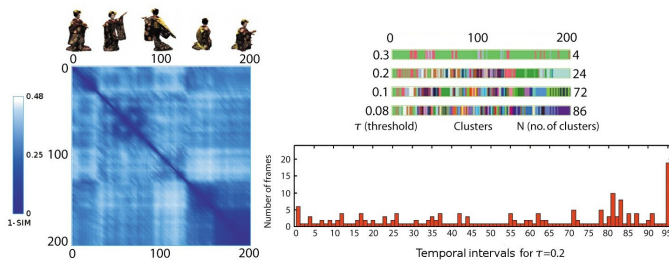 0 100 200
0
100
200
0 100 200
0.48
0.25
0
1-SIM
0 100 200
0.3 4
0.2 24
0.1 72
0.08 86
τ (threshold) Clusters N (no. of clusters)
Number of frames
20
15
10
5
0
0 5 10 15 20 25 30 35 40 45 50 55 60 65 70 75 80 85 90 95
Temporal intervals for τ=0.2